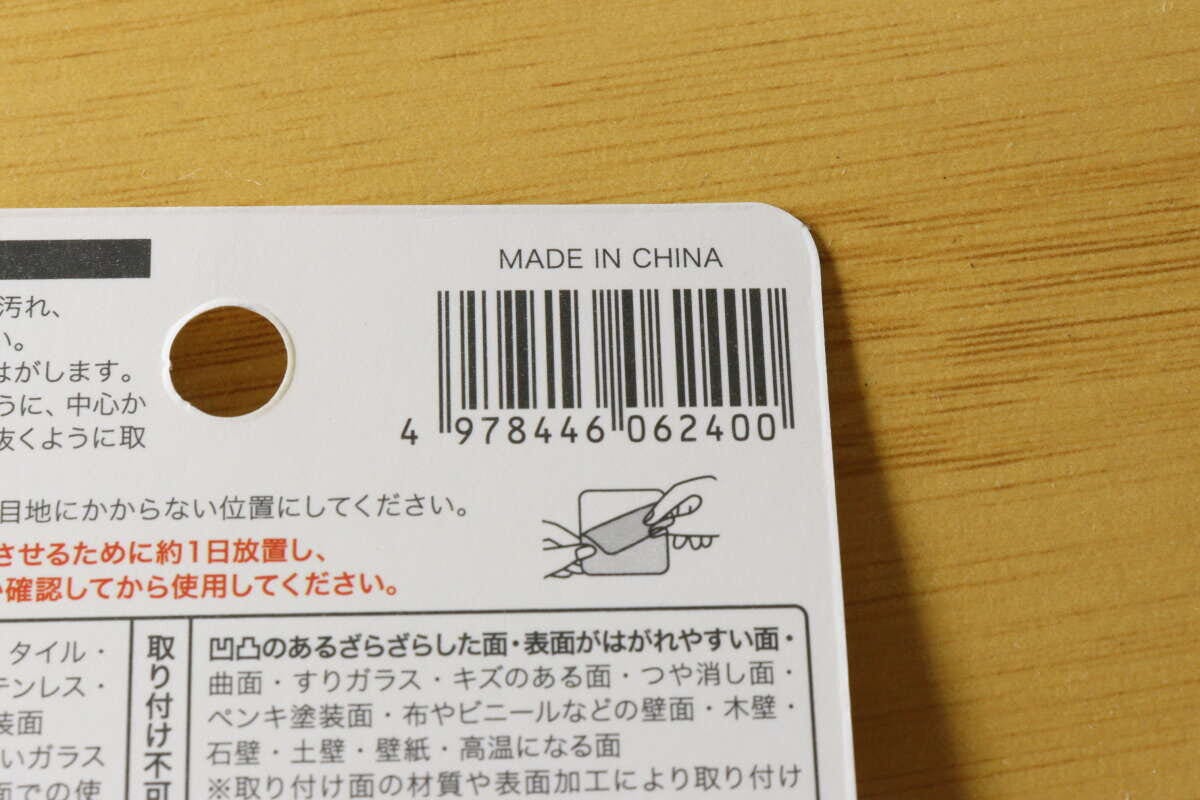 MADE IN CHINA
4 978446 062400
汚れ、
い。
はがします。
うに、中心か
抜くように取
目地にかからない位置にしてください。
させるために約1日放置し、
確認してから使用してください。
タイル・
テンレス・
装面
いガラス
面での使
取り付け不可
凹凸のあるざらざらした面・表面がはがれやすい面・
曲面・すりガラス・キズのある面・つや消し面・
ペンキ塗装面・布やビニールなどの壁面・木壁・
石壁・土壁・壁紙・高温になる面
※取り付け面の材質や表面加工により取り付け